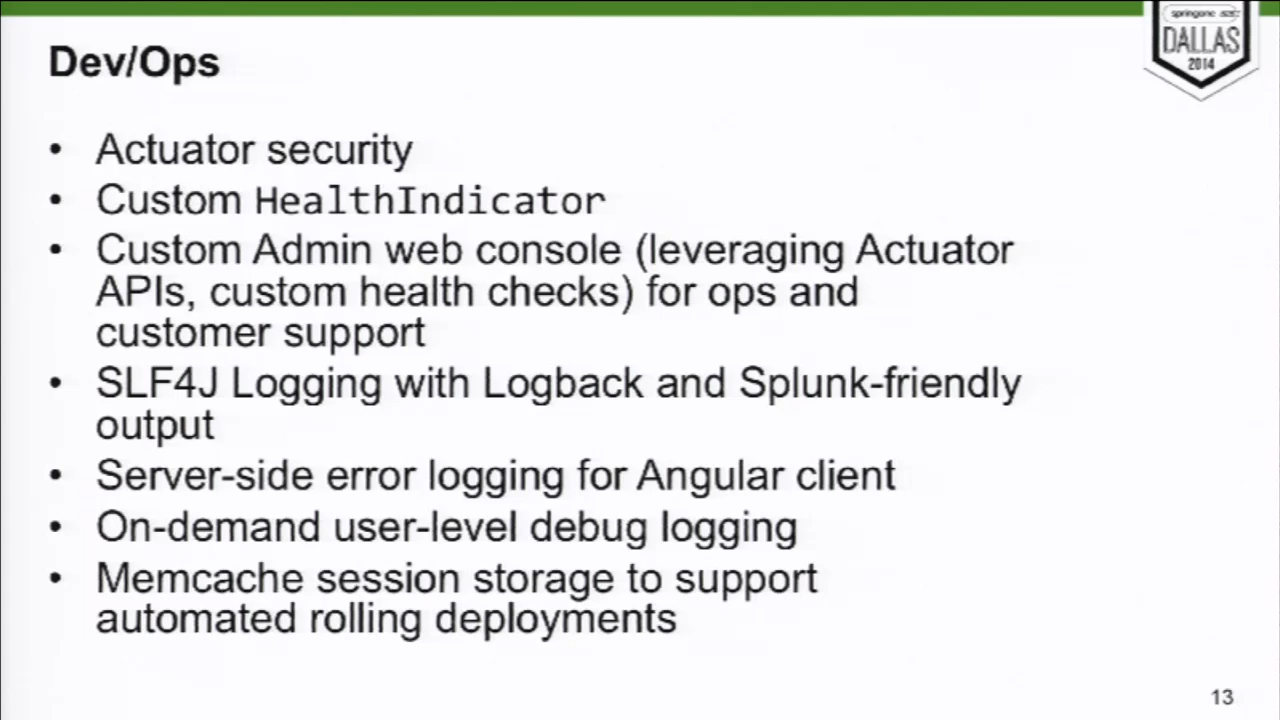 springone 2GX
DALLAS
2014
Dev/Ops
• Actuator security
• Custom HealthIndicator
• Custom Admin web console (leveraging Actuator
APIs, custom health checks) for ops and
customer support
• SLF4J Logging with Logback and Splunk-friendly
output
• Server-side error logging for Angular client
• On-demand user-level debug logging
• Memcache session storage to support
automated rolling deployments
13